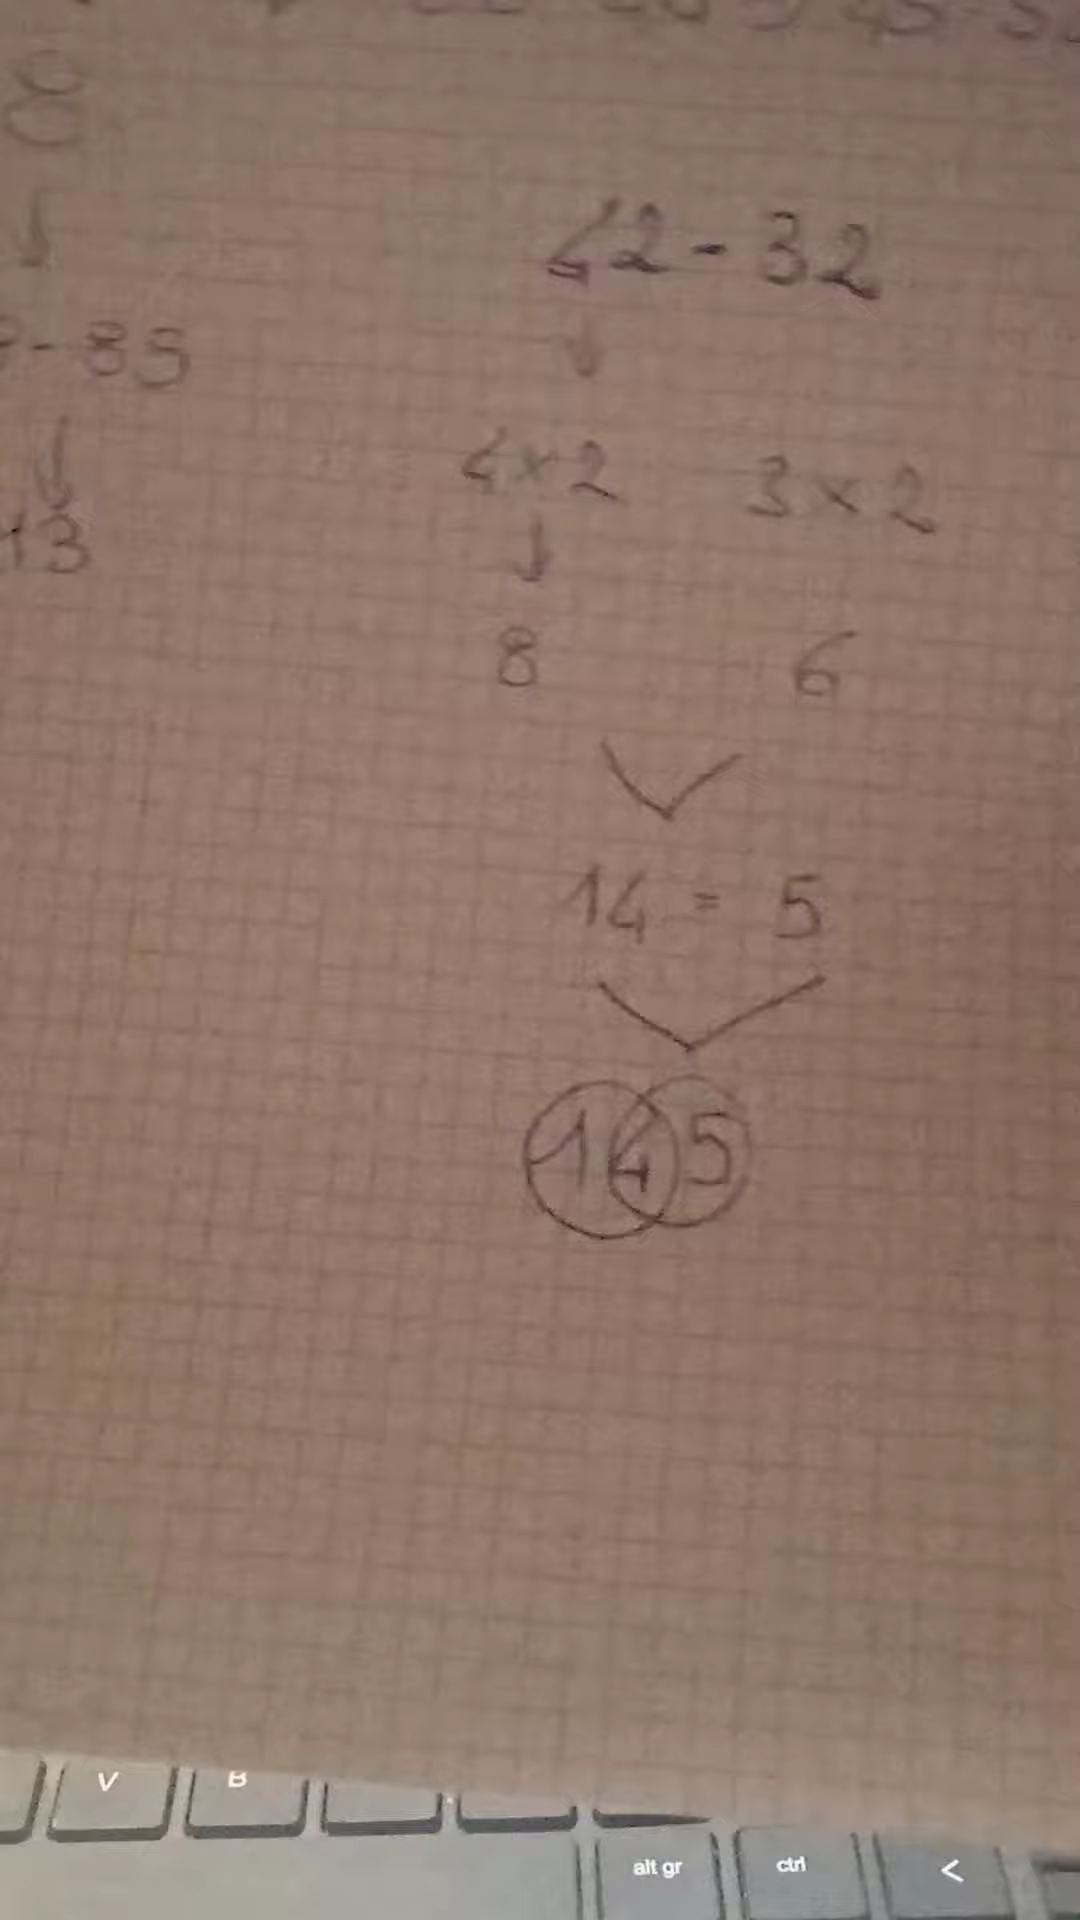 8
↓
42 - 32
↓
- 85
↓
4 x 2 3 x 2
↓
13
8 6
14 = 5
145
V B
alt gr ctrl <